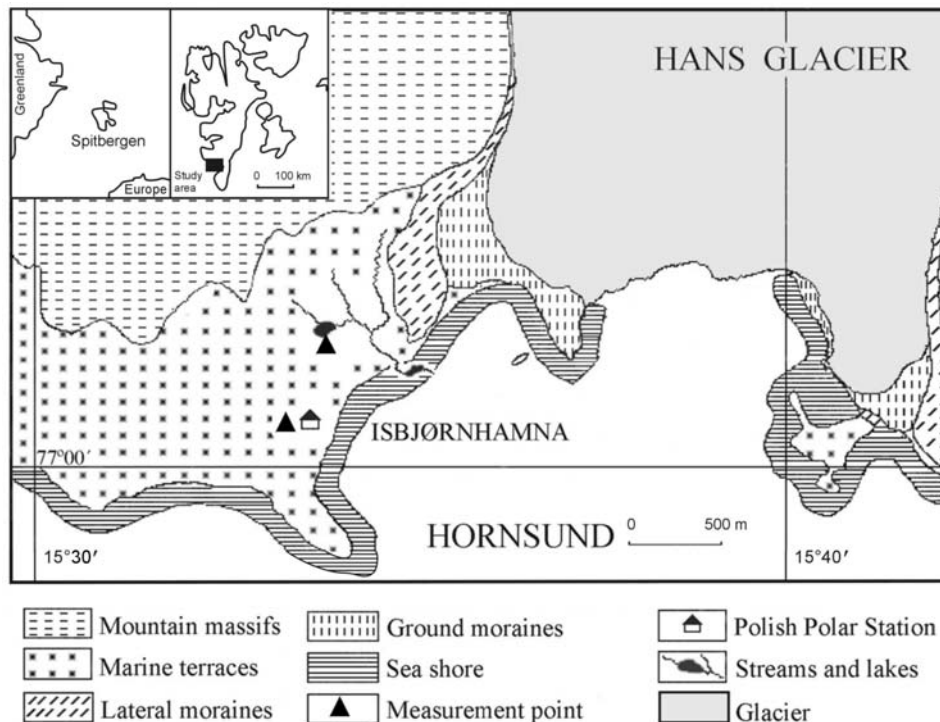 Greenland
Spitbergen
Europe
Study
area
0 100 km
HANS GLACIER
ISBJØRNHAMNA
77°00′
HORNSUND
0 500 m
15°30′
15°40′
Mountain massifs
Marine terraces
Lateral moraines
Ground moraines
Sea shore
Measurement point
Polish Polar Station
Streams and lakes
Glacier